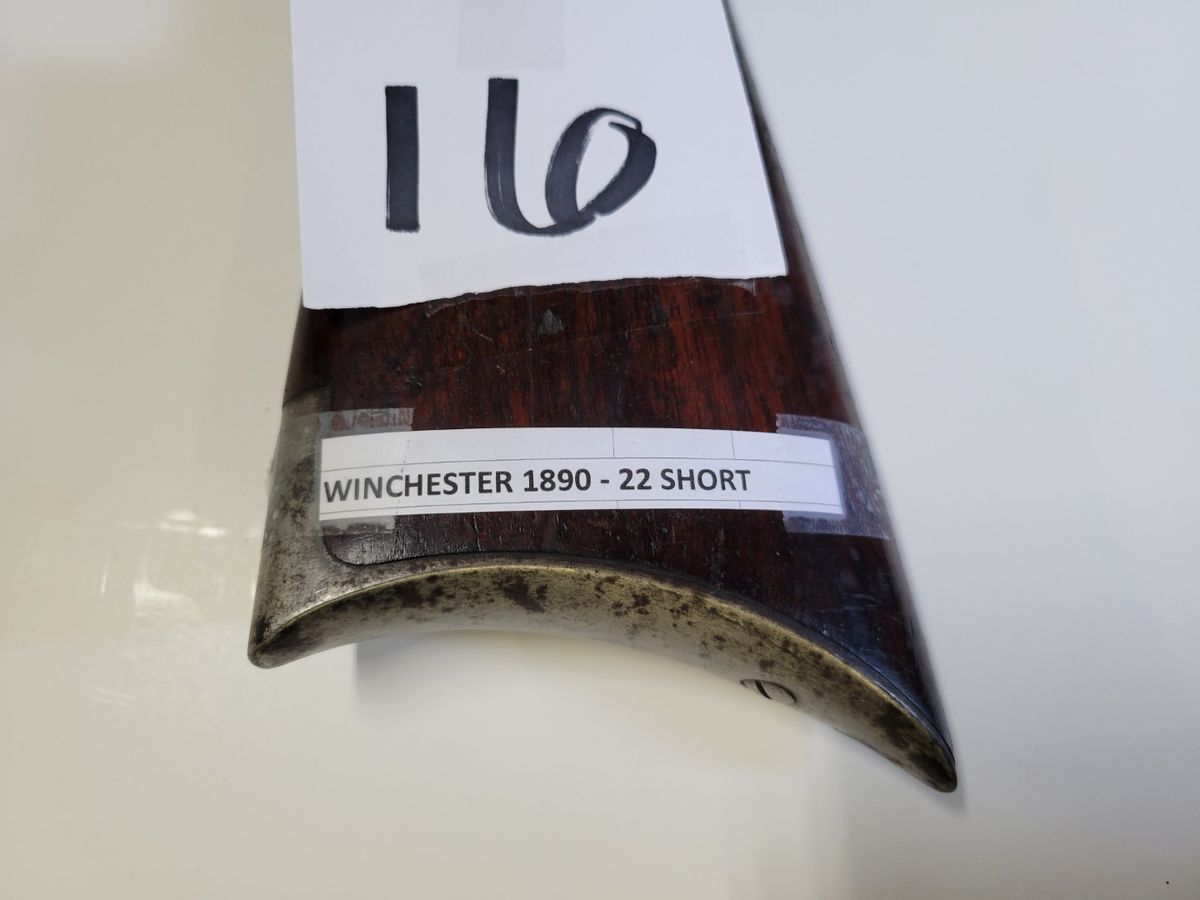 16
WINCHESTER 1890 - 22 SHORT